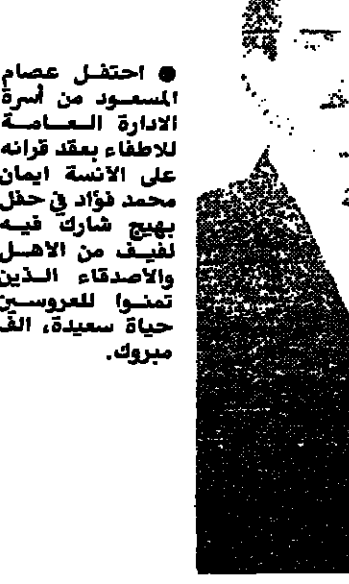 ● احتفل عصام
المسعود من أسرة
الادارة العامة
للاطفاء بعقد قرانه
على الآنسة ايمان
محمد فؤاد في حفل
بهيج شارك فيه
لفيف من الاهل
والاصدقاء الذين
تمنوا للعروسين
حياة سعيدة، الف
مبروك.